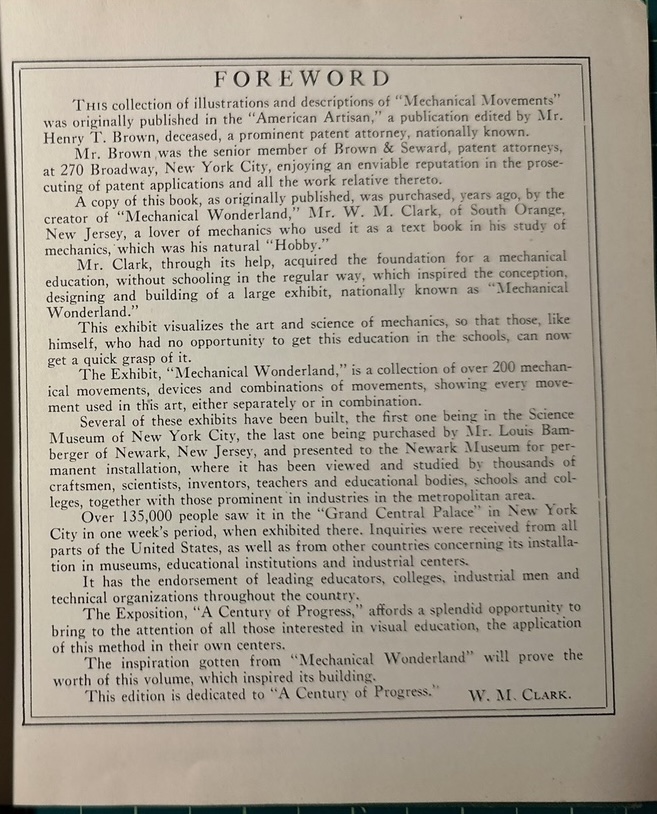 FOREWORD
THIS collection of illustrations and descriptions of "Mechanical Movements"
was originally published in the "American Artisan," a publication edited by Mr.
Henry T. Brown, deceased, a prominent patent attorney, nationally known.
Mr. Brown was the senior member of Brown & Seward, patent attorneys,
at 270 Broadway, New York City, enjoying an enviable reputation in the prose-
cuting of patent applications and all the work relative thereto.
A copy of this book, as originally published, was purchased, years ago, by the
creator of "Mechanical Wonderland," Mr. W. M. Clark, of South Orange,
New Jersey, a lover of mechanics who used it as a text book in his study of
mechanics, which was his natural "Hobby."
Mr. Clark, through its help, acquired the foundation for a mechanical
education, without schooling in the regular way, which inspired the conception,
designing and building of a large exhibit, nationally known as "Mechanical
Wonderland."
This exhibit visualizes the art and science of mechanics, so that those, like
himself, who had no opportunity to get this education in the schools, can now
get a quick grasp of it.
The Exhibit, "Mechanical Wonderland," is a collection of over 200 mechan-
ical movements, devices and combinations of movements, showing every move-
ment used in this art, either separately or in combination.
Several of these exhibits have been built, the first one being in the Science
Museum of New York City, the last one being purchased by Mr. Louis Bam-
berger of Newark, New Jersey, and presented to the Newark Museum for per-
manent installation, where it has been viewed and studied by thousands of
craftsmen, scientists, inventors, teachers and educational bodies, schools and col-
leges, together with those prominent in industries in the metropolitan area.
Over 135,000 people saw it in the "Grand Central Palace" in New York
City in one week's period, when exhibited there. Inquiries were received from all
parts of the United States, as well as from other countries concerning its installa-
tion in museums, educational institutions and industrial centers.
It has the endorsement of leading educators, colleges, industrial men and
technical organizations throughout the country.
The Exposition, "A Century of Progress," affords a splendid opportunity to
bring to the attention of all those interested in visual education, the application
of this method in their own centers.
The inspiration gotten from "Mechanical Wonderland" will prove the
worth of this volume, which inspired its building.
This edition is dedicated to "A Century of Progress." W. M. CLARK.